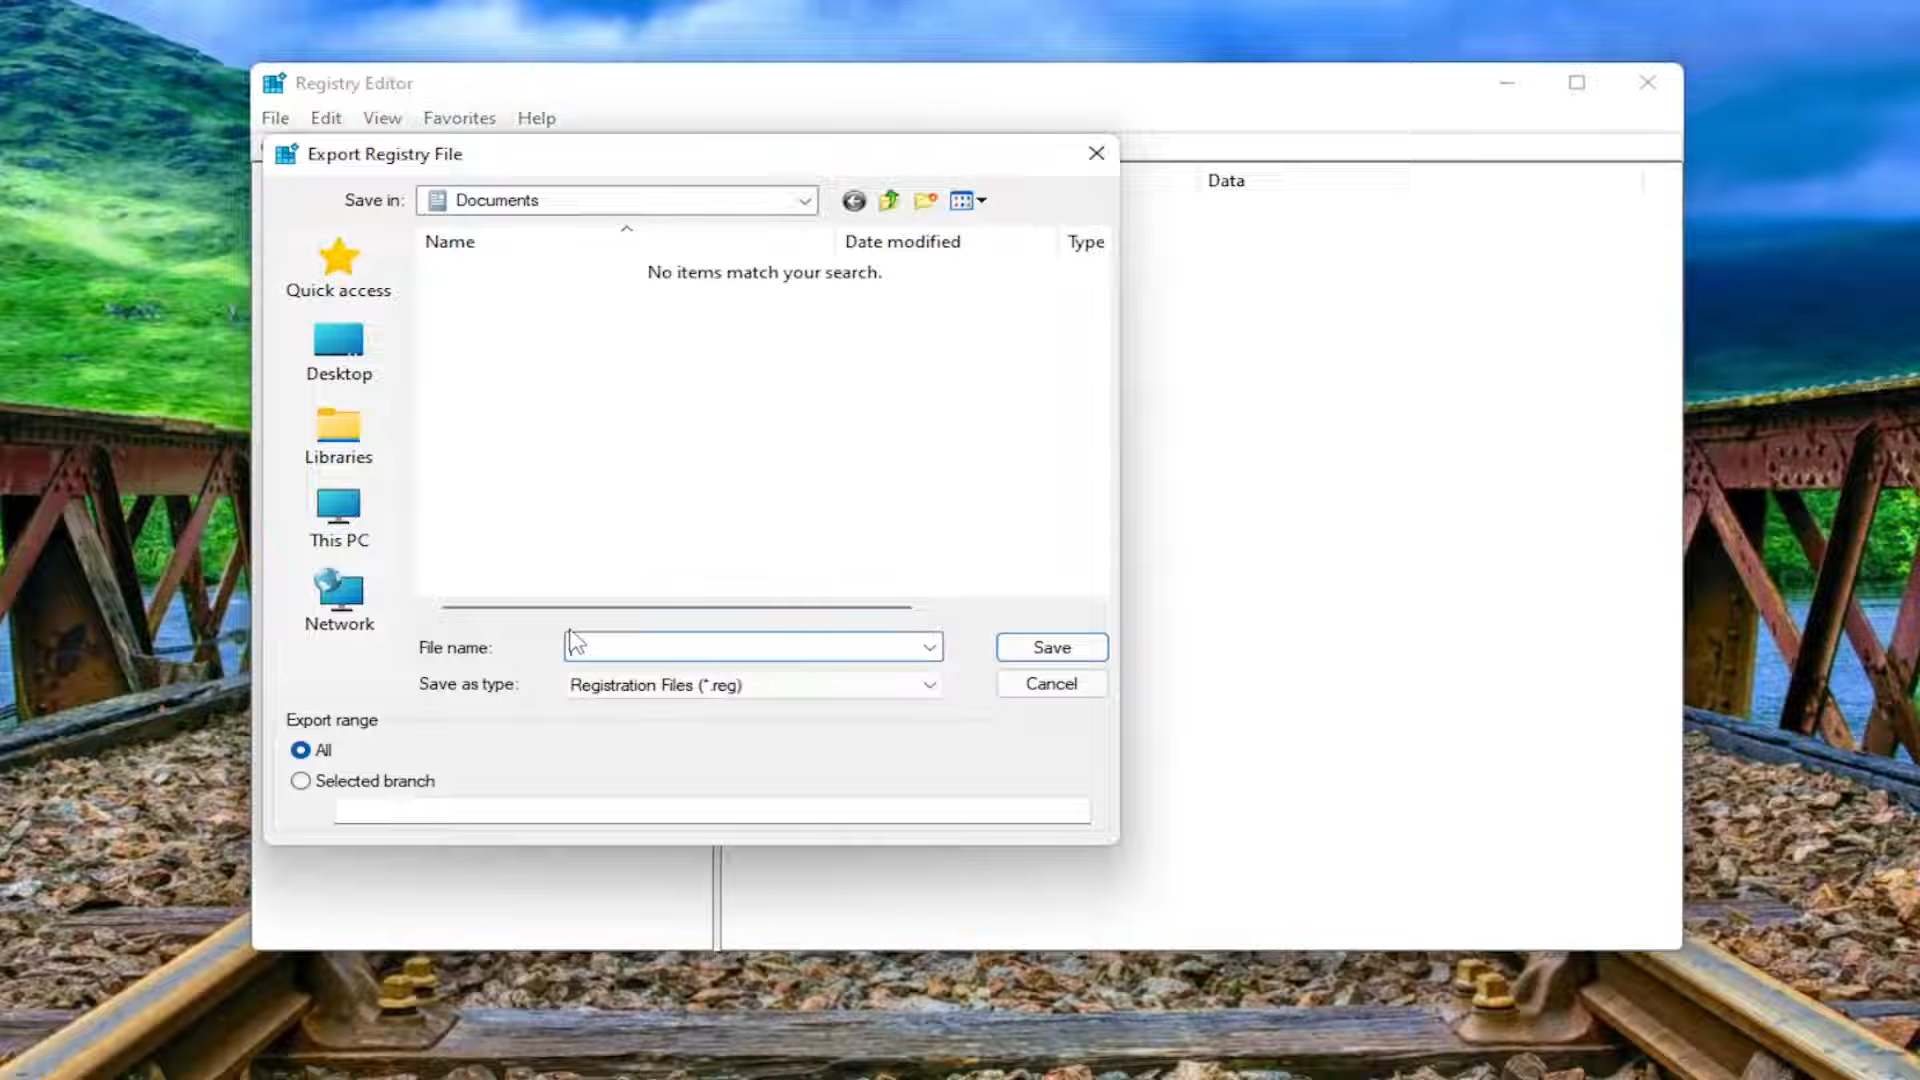 Registry Editor
File Edit View Favorites Help
Export Registry File
Data
Save in: Documents
Name Date modified Type
No items match your search.
Quick access
Desktop
Libraries
This PC
Network
File name: Save
Save as type: Registration Files (*.reg) Cancel
Export range
All
Selected branch